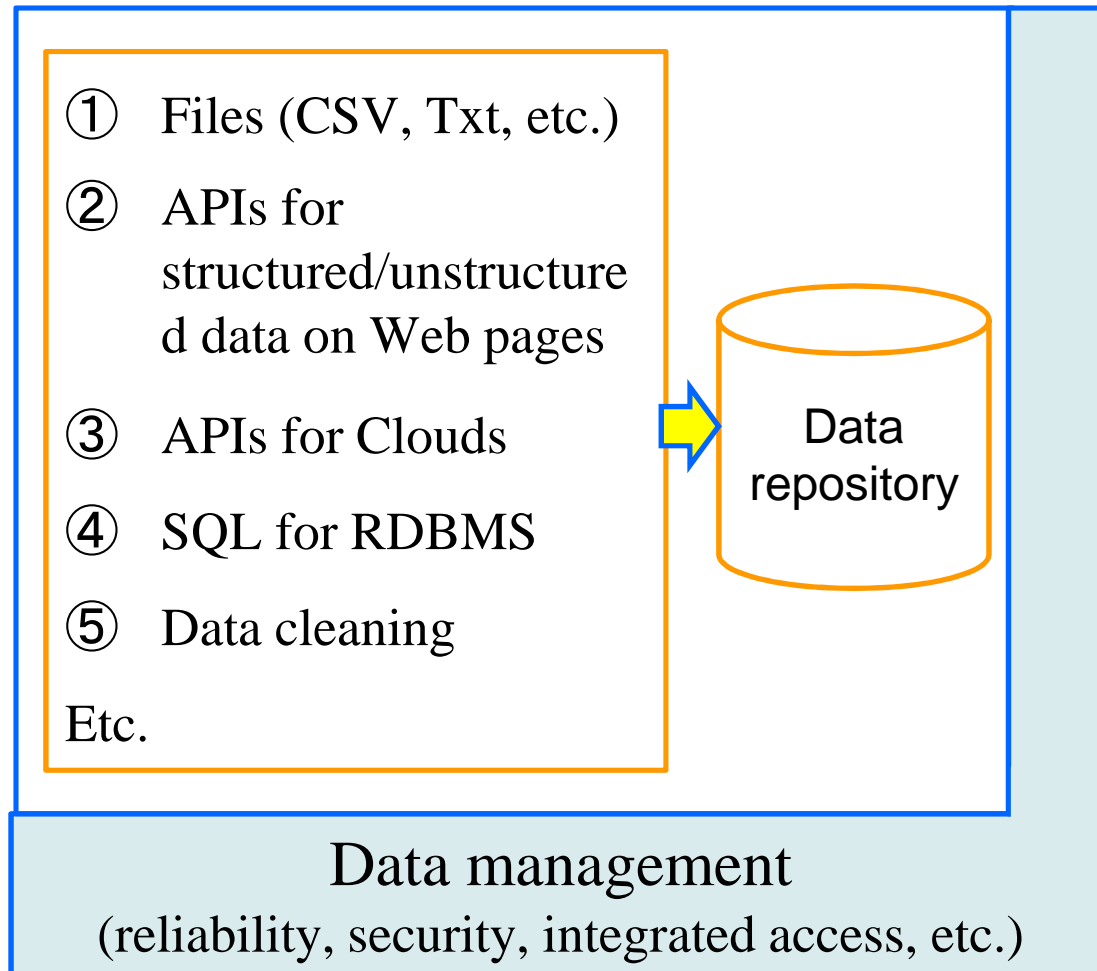 ① Files (CSV, Txt, etc.)
② APIs for
structured/unstructure
d data on Web pages
③ APIs for Clouds
④ SQL for RDBMS
⑤ Data cleaning
Etc.
Data
repository
Data management
(reliability, security, integrated access, etc.)